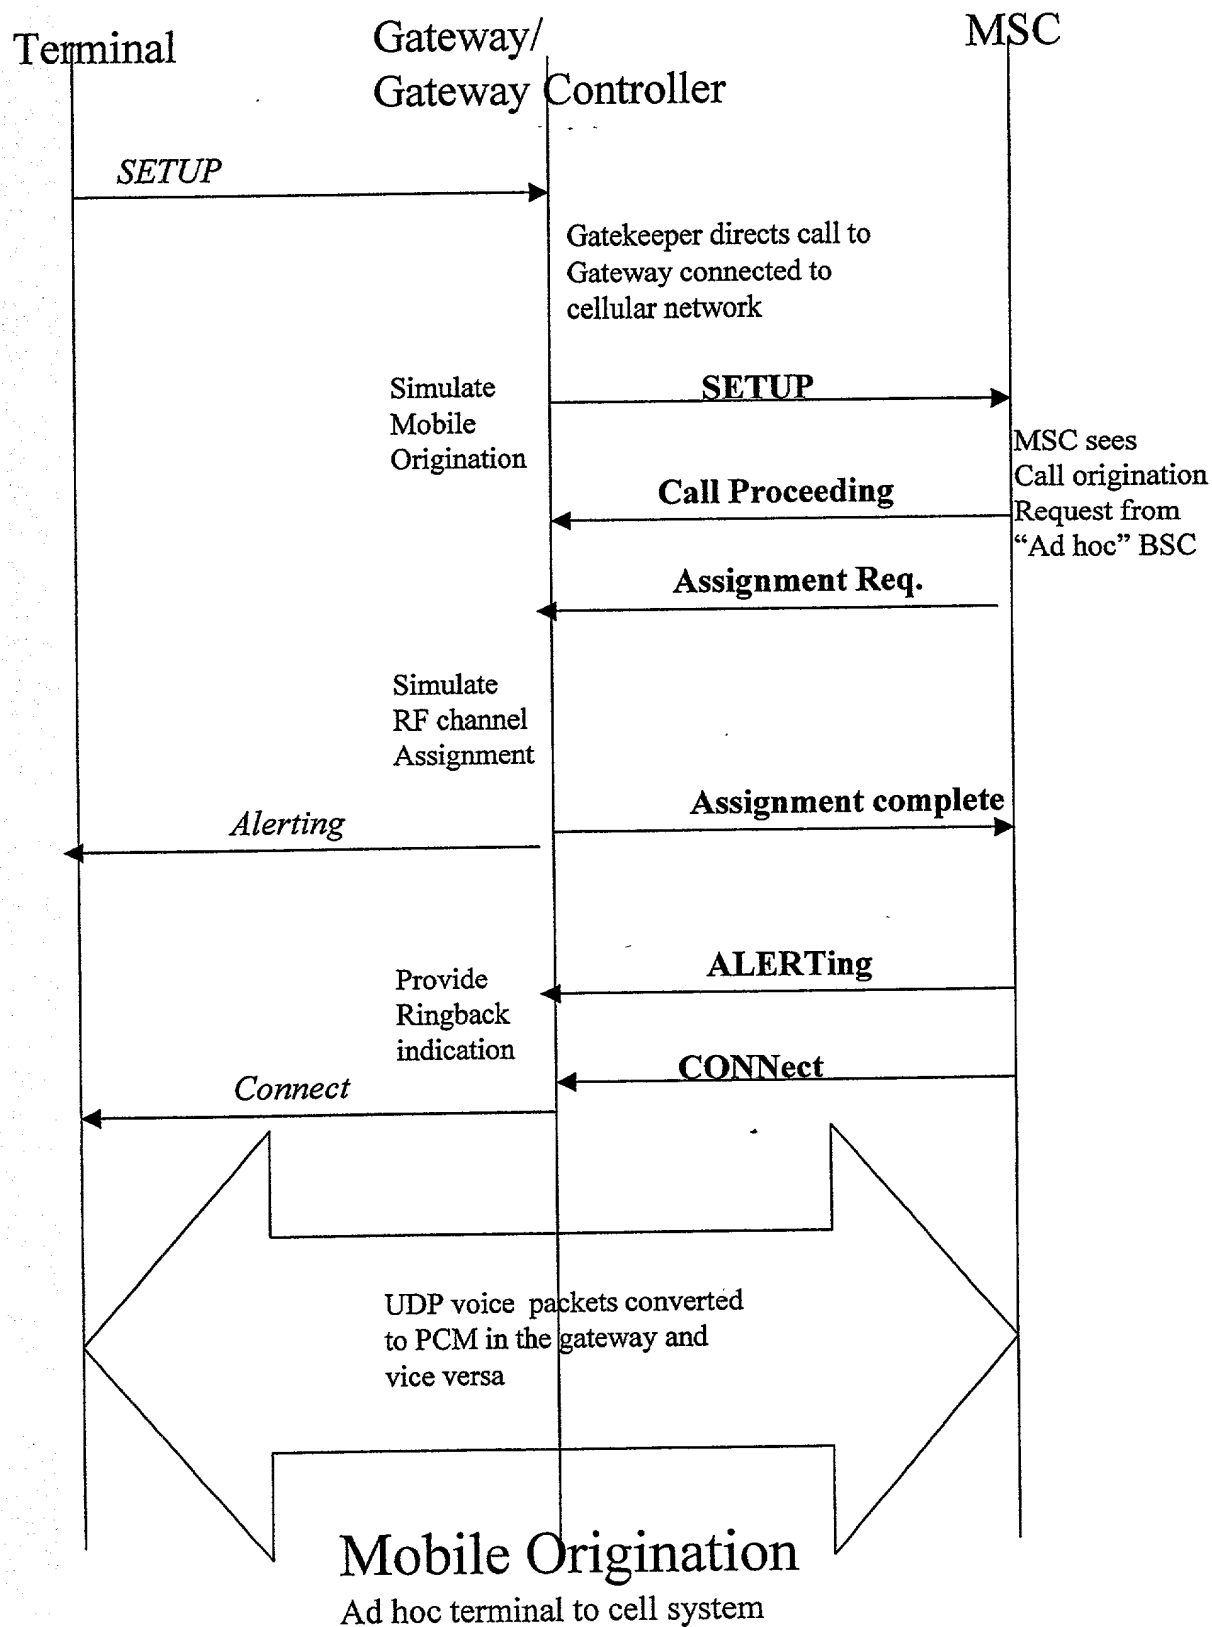 Terminal
Gateway/
Gateway Controller
MSC
SETUP
Gatekeeper directs call to
Gateway connected to
cellular network
Simulate
Mobile
Origination
SETUP
MSC sees
Call origination
Request from
“Ad hoc” BSC
Call Proceeding
Assignment Req.
Simulate
RF channel
Assignment
Assignment complete
Alerting
ALERTing
Provide
Ringback
indication
CONNect
Connect
UDP voice packets converted
to PCM in the gateway and
vice versa
Mobile Origination
Ad hoc terminal to cell system